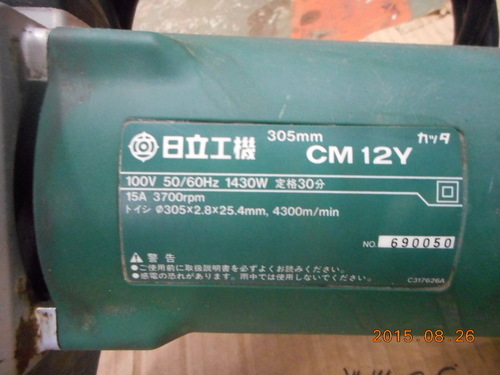 305mm カッタ
日立工機 CM 12Y
100V 50/60Hz 1430W 定格30分
15A 3700rpm
トイシ φ305×2.8×25.4mm, 4300m/min
NO. 690050
警告
●ご使用前に取扱説明書を必ずよくお読みください。
●感電の恐れがあります。雨中では使用しないでください。
C317626A
2015.08.26